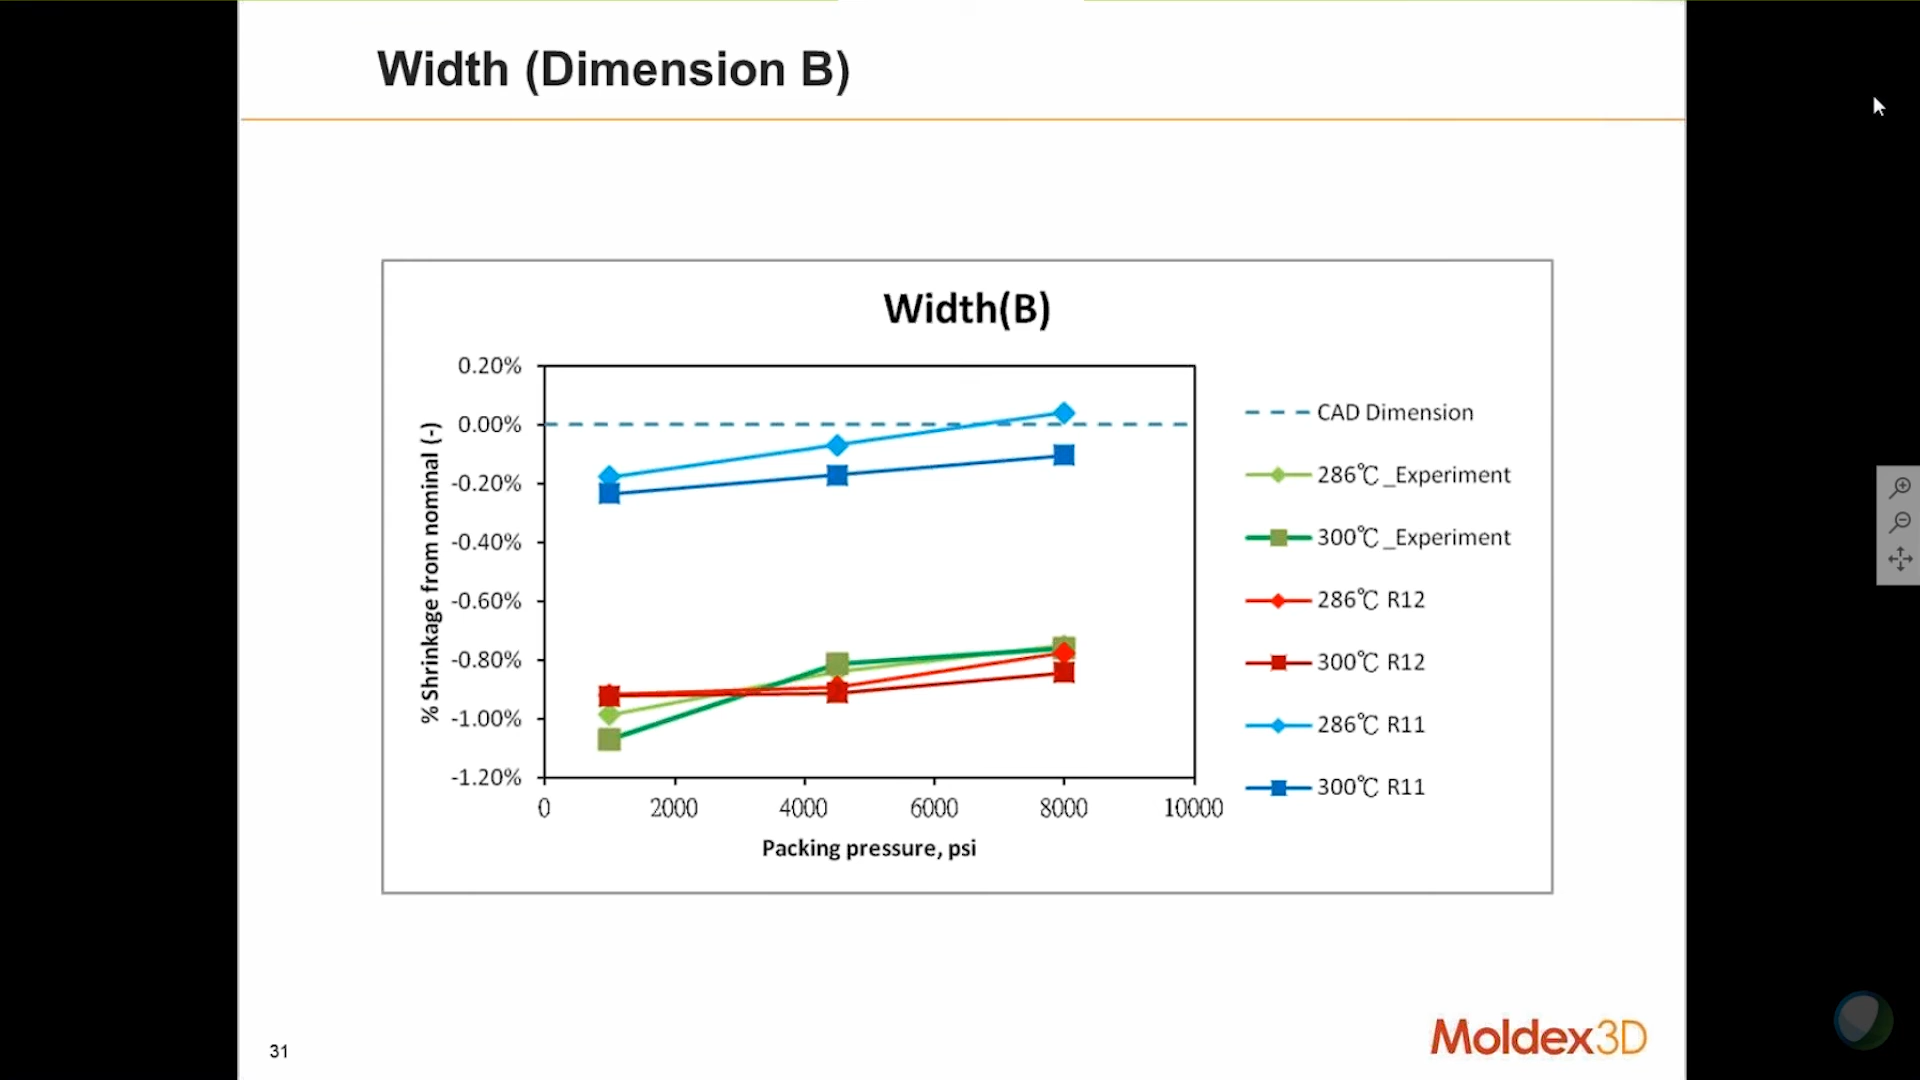 Width (Dimension B)
Width(B)
0.20%
0.00%
-0.20%
-0.40%
-0.60%
-0.80%
-1.00%
-1.20%
% Shrinkage from nominal (-)
0 2000 4000 6000 8000 10000
Packing pressure, psi
CAD Dimension
286℃_Experiment
300℃_Experiment
286℃ R12
300℃ R12
286℃ R11
300℃ R11
31
Moldex3D